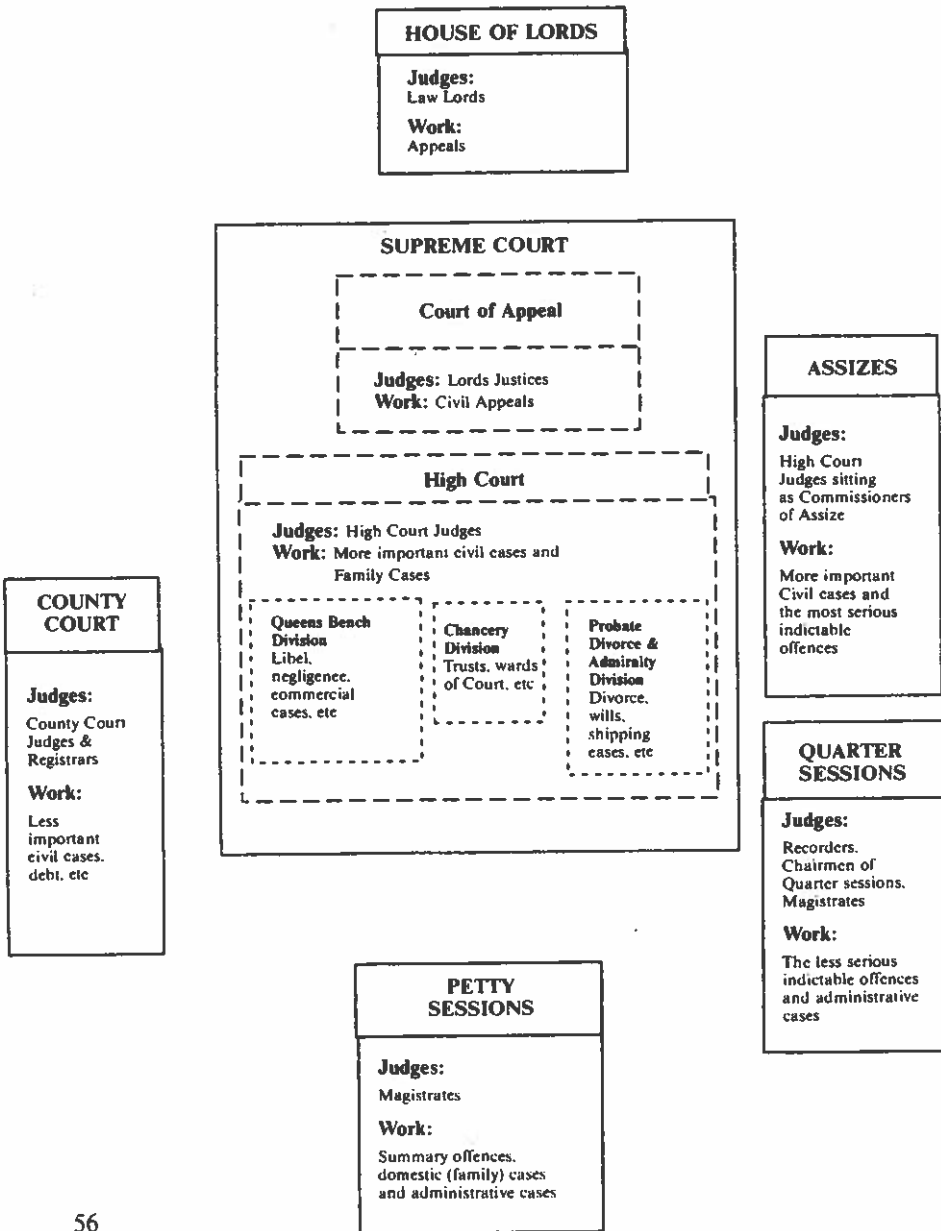 HOUSE OF LORDS
Judges:
Law Lords
Work:
Appeals
SUPREME COURT
Court of Appeal
Judges: Lords Justices
Work: Civil Appeals
High Court
Judges: High Court Judges
Work: More important civil cases and
Family Cases
Queens Bench
Division
Libel,
negligence,
commercial
cases, etc
Chancery
Division
Trusts, wards
of Court, etc
Probate
Divorce &
Admiralty
Division
Divorce,
wills,
shipping
cases, etc
COUNTY
COURT
Judges:
County Court
Judges &
Registrars
Work:
Less
important
civil cases,
debt, etc
ASSIZES
Judges:
High Court
Judges sitting
as Commissioners
of Assize
Work:
More important
Civil cases and
the most serious
indictable
offences
QUARTER
SESSIONS
Judges:
Recorders,
Chairmen of
Quarter sessions,
Magistrates
Work:
The less serious
indictable offences
and administrative
cases
PETTY
SESSIONS
Judges:
Magistrates
Work:
Summary offences,
domestic (family) cases
and administrative cases
56